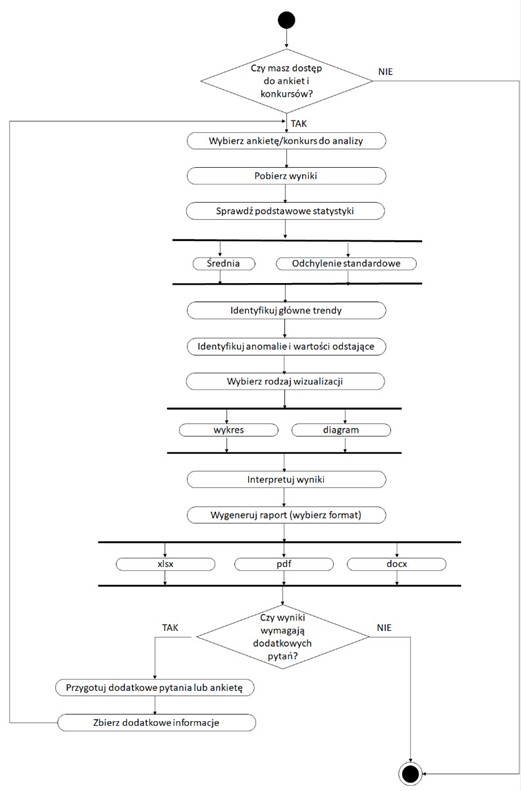 Czy masz dostęp
do ankiet i
konkursów?
NIE
TAK
Wybierz ankietę/konkurs do analizy
Pobierz wyniki
Sprawdź podstawowe statystyki
Średnia
Odchylenie standardowe
Identyfikuj główne trendy
Identyfikuj anomalie i wartości odstające
Wybierz rodzaj wizualizacji
wykres
diagram
Interpretuj wyniki
Wygeneruj raport (wybierz format)
xlsx
pdf
docx
Czy wyniki
wymagają
dodatkowych
pytań?
TAK
NIE
Przygotuj dodatkowe pytania lub ankietę
Zbierz dodatkowe informacje